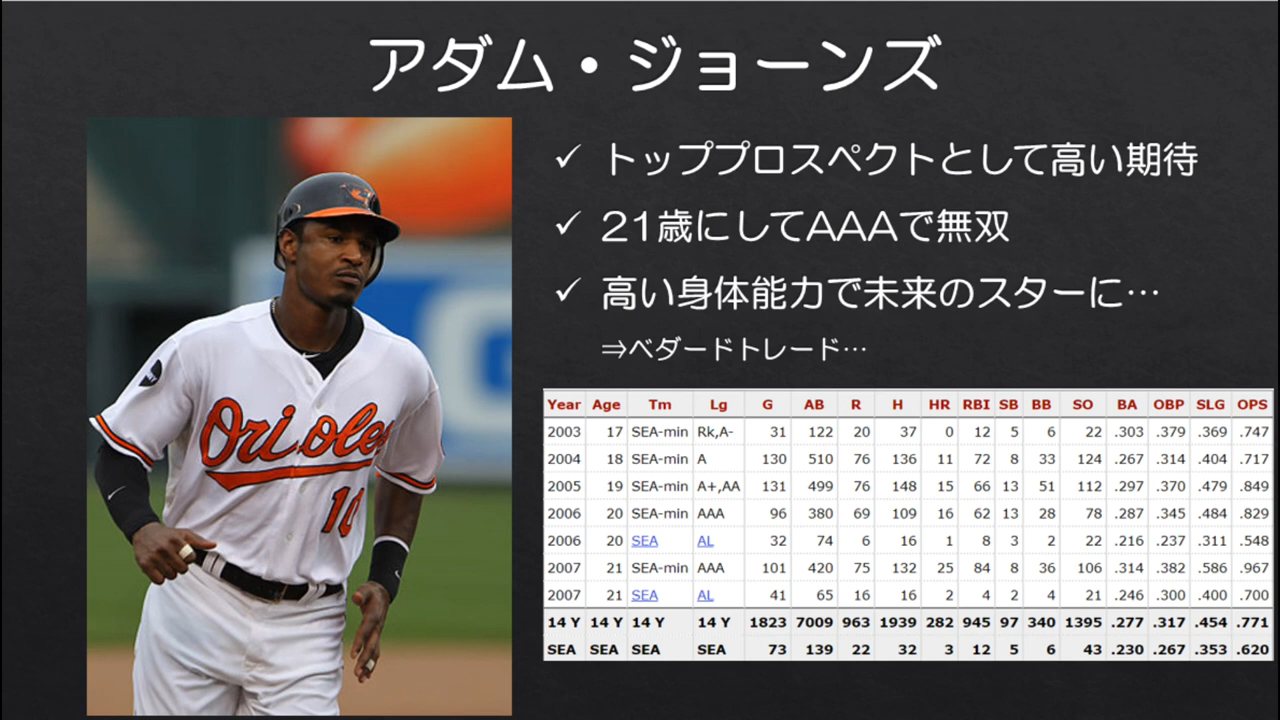 アダム・ジョーンズ
✓ トッププロスペクトとして高い期待
✓ 21歳にしてAAAで無双
✓ 高い身体能力で未来のスターに…
⇒ベダードトレード…
Orioles
10
Year Age Tm Lg G AB R H HR RBI SB BB SO BA OBP SLG OPS
2003 17 SEA-min Rk,A- 31 122 20 37 0 12 5 6 22 .303 .379 .369 .747
2004 18 SEA-min A 130 510 76 136 11 72 8 33 124 .267 .314 .404 .717
2005 19 SEA-min A+,AA 131 499 76 148 15 66 13 51 112 .297 .370 .479 .849
2006 20 SEA-min AAA 96 380 69 109 16 62 13 28 78 .287 .345 .484 .829
2006 20 SEA AL 32 74 6 16 1 8 3 2 22 .216 .237 .311 .548
2007 21 SEA-min AAA 101 420 75 132 25 84 8 36 106 .314 .382 .586 .967
2007 21 SEA AL 41 65 16 16 2 4 2 4 21 .246 .300 .400 .700
14 Y 14 Y 14 Y 14 Y 1823 7009 963 1939 282 945 97 340 1395 .277 .317 .454 .771
SEA SEA SEA SEA 73 139 22 32 3 12 5 6 43 .230 .267 .353 .620